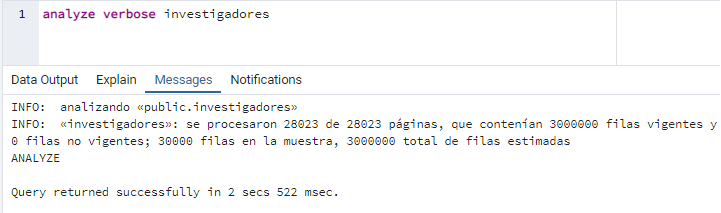 1 analyze verbose investigadores
Data Output Explain Messages Notifications
INFO:  analizando «public.investigadores»
INFO:  «investigadores»: se procesaron 28023 de 28023 páginas, que contenían 3000000 filas vigentes y
0 filas no vigentes; 30000 filas en la muestra, 3000000 total de filas estimadas
ANALYZE
Query returned successfully in 2 secs 522 msec.